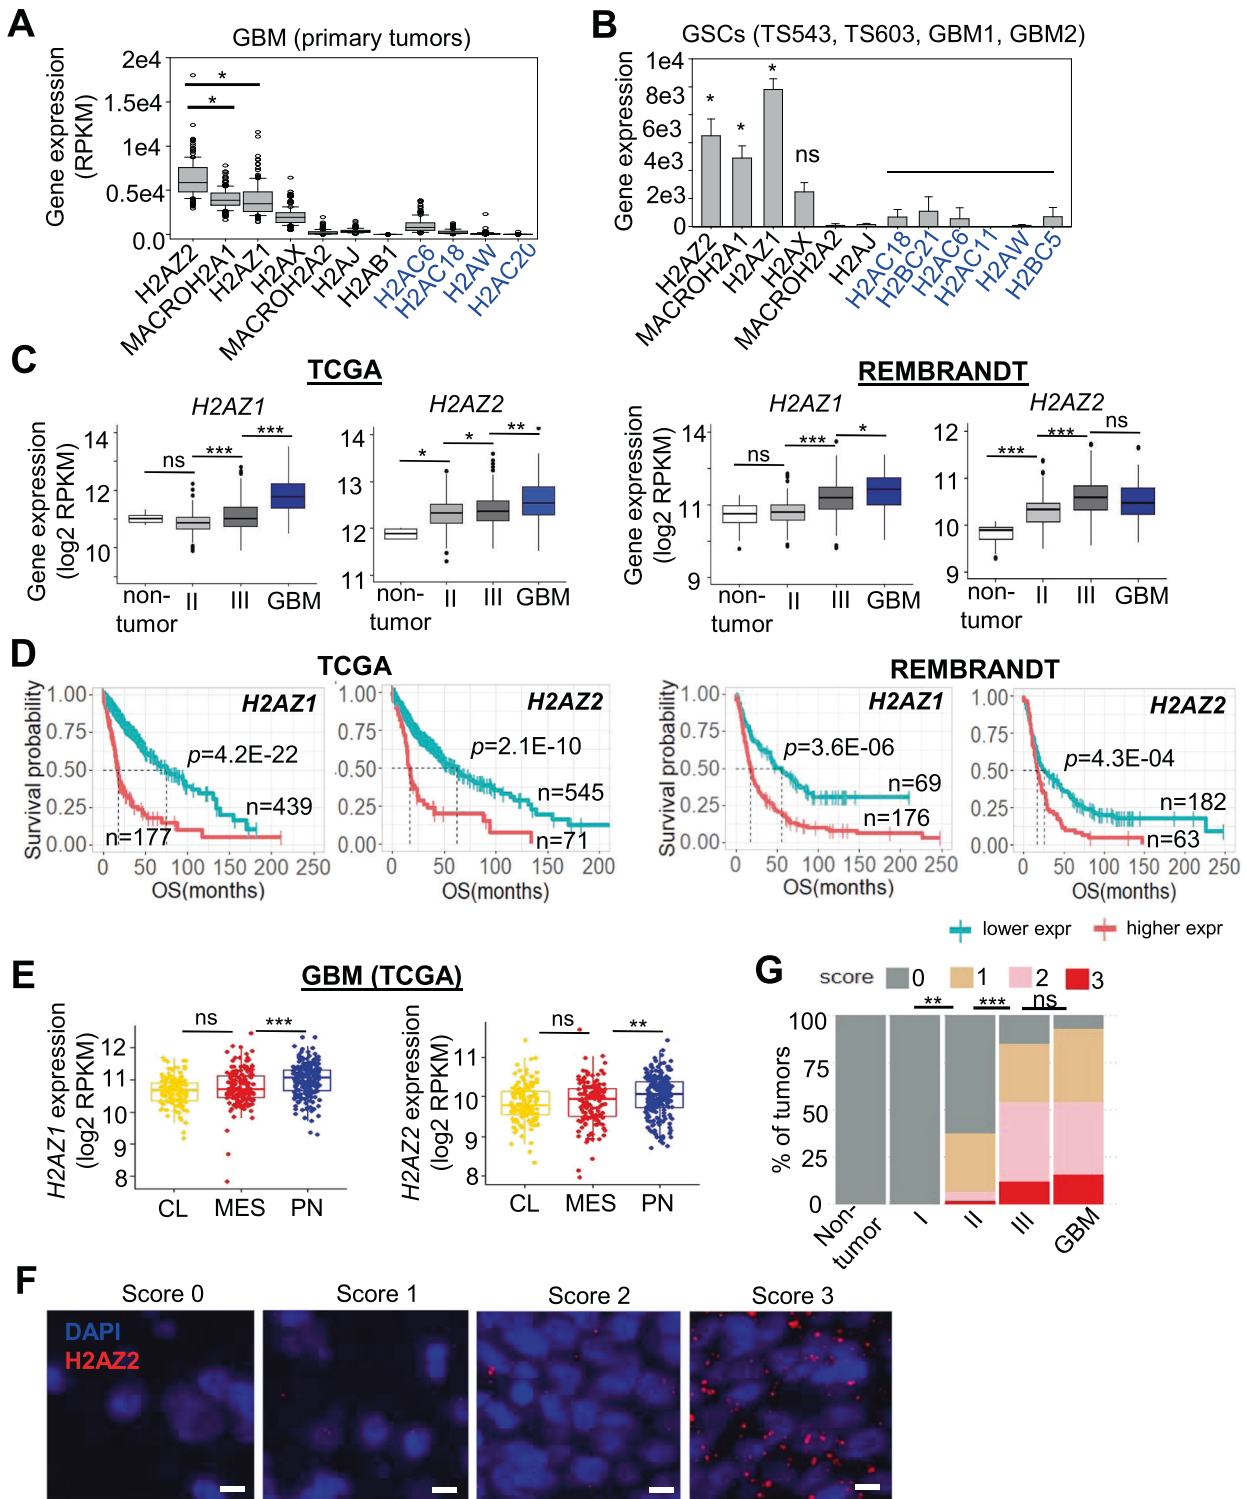 A
GBM (primary tumors)
Gene expression
(RPKM)
2e4
1.5e4
1e4
0.5e4
0.0
*
*
H2AZ2
MACROH2A1
H2AZ1
H2AX
MACROH2A2
H2AJ
H2AB1
H2AC6
H2AC18
H2AW
H2AC20
B
GSCs (TS543, TS603, GBM1, GBM2)
Gene expression
1e4
8e3
6e3
4e3
2e3
0
*
*
*
ns
H2AZ2
MACROH2A1
H2AZ1
H2AX
MACROH2A2
H2AJ
H2AC18
H2BC21
H2AC6
H2AC11
H2AW
H2BC5
C
TCGA
Gene expression
(log2 RPKM)
H2AZ1
14
12
10
ns
***
***
non-
tumor
II
III
GBM
H2AZ2
14
13
12
11
*
*
**
non-
tumor
II
III
GBM
REMBRANDT
Gene expression
(log2 RPKM)
H2AZ1
14
11
9
ns
***
*
non-
tumor
II
III
GBM
H2AZ2
12
11
10
9
***
***
ns
non-
tumor
II
III
GBM
D
TCGA
Survival probability
1.00
0.75
0.50
0.25
0.00
H2AZ1
p=4.2E-22
n=439
n=177
0 50 100 150 200 250
OS(months)
1.00
0.75
0.50
0.25
0.00
H2AZ2
p=2.1E-10
n=545
n=71
0 50 100 150 200
OS(months)
REMBRANDT
Survival probability
1.00
0.75
0.50
0.25
0.00
H2AZ1
p=3.6E-06
n=69
n=176
0 50 100 150 200 250
OS(months)
1.00
0.75
0.50
0.25
0.00
H2AZ2
p=4.3E-04
n=182
n=63
0 50 100 150 200 250
OS(months)
lower expr higher expr
E
GBM (TCGA)
H2AZ1 expression
(log2 RPKM)
12
11
10
9
8
ns
***
CL MES PN
H2AZ2 expression
(log2 RPKM)
11
10
9
8
ns
**
CL MES PN
G
score 0 1 2 3
** *** ns
% of tumors
100
75
50
25
0
Non-
tumor
I
II
III
GBM
F
Score 0
Score 1
Score 2
Score 3
DAPI
H2AZ2